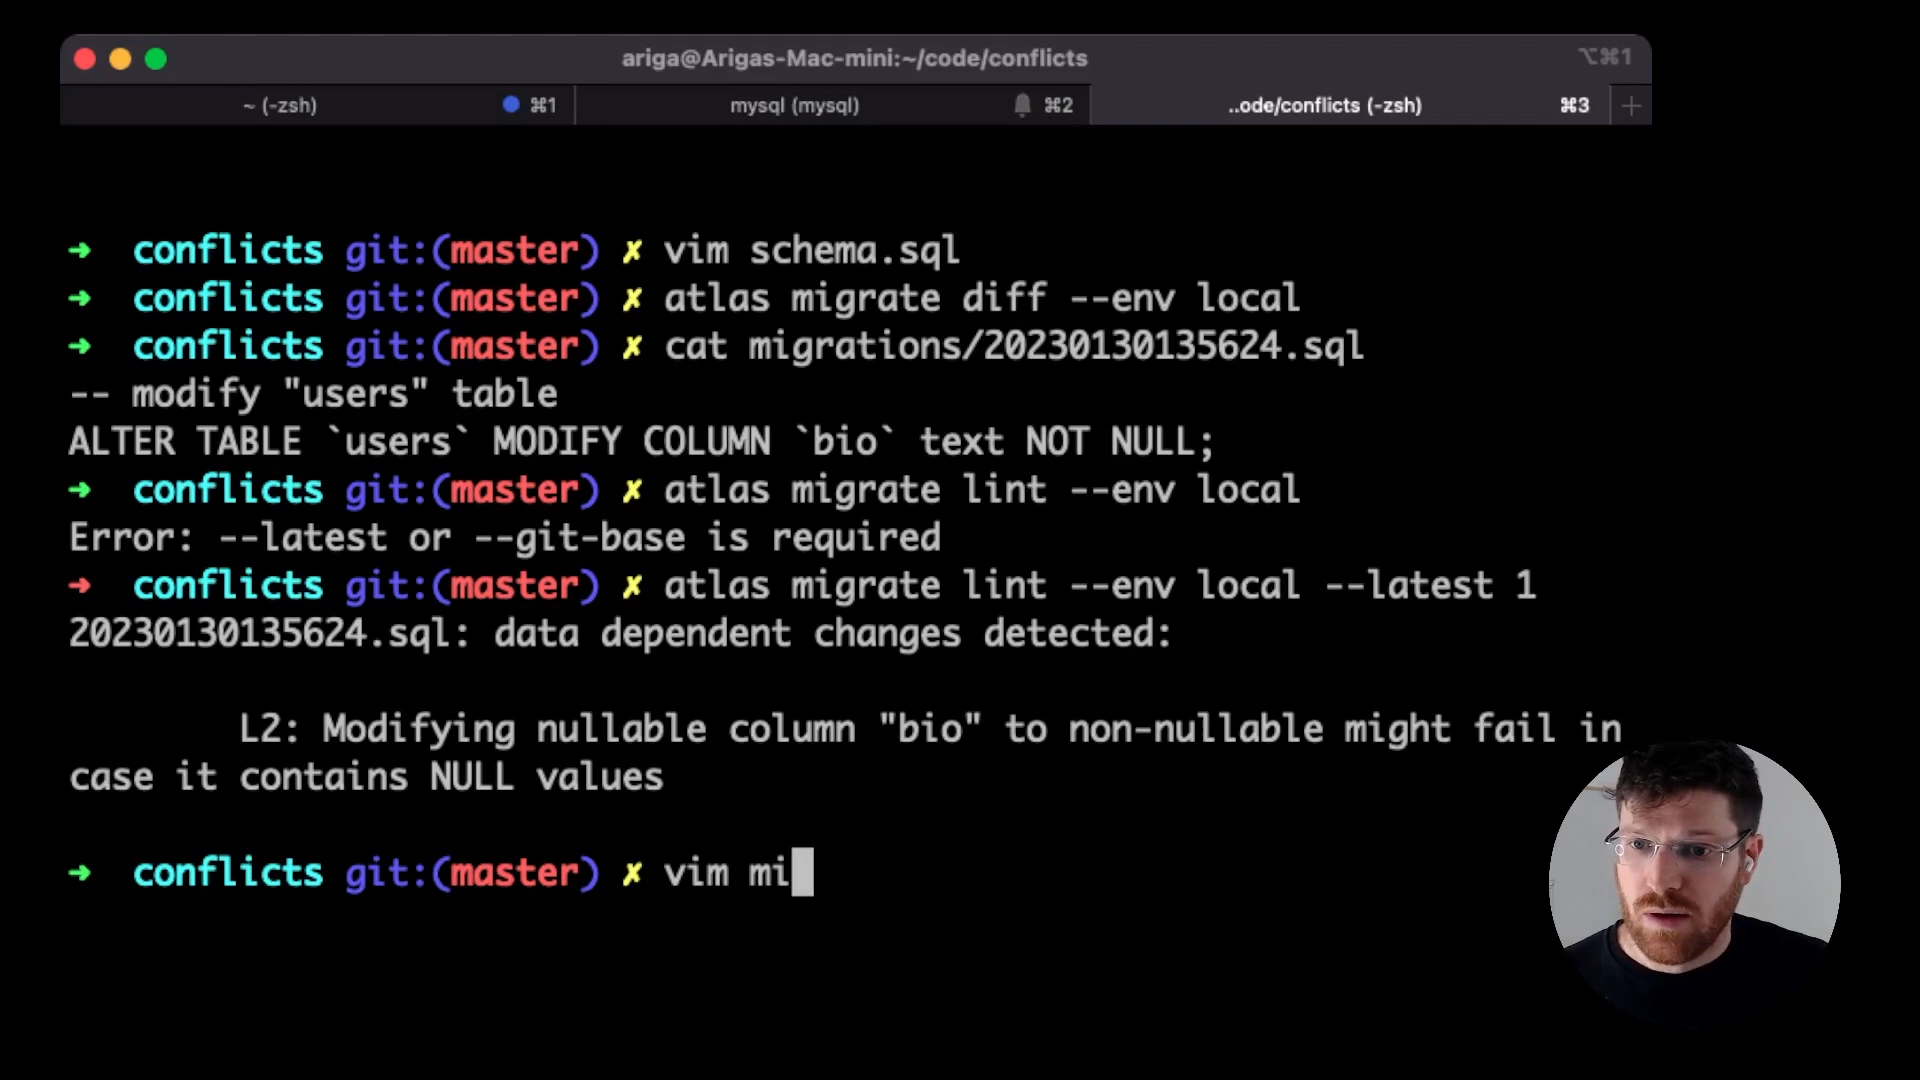 ariga@Arigas-Mac-mini:~/code/conflicts ⌥⌘1
~ (-zsh) ⌘1 mysql (mysql) ⌘2 ..ode/conflicts (-zsh) ⌘3 +
➜ conflicts git:(master) ✗ vim schema.sql
➜ conflicts git:(master) ✗ atlas migrate diff --env local
➜ conflicts git:(master) ✗ cat migrations/20230130135624.sql
-- modify "users" table
ALTER TABLE `users` MODIFY COLUMN `bio` text NOT NULL;
➜ conflicts git:(master) ✗ atlas migrate lint --env local
Error: --latest or --git-base is required
➜ conflicts git:(master) ✗ atlas migrate lint --env local --latest 1
20230130135624.sql: data dependent changes detected:
L2: Modifying nullable column "bio" to non-nullable might fail in
case it contains NULL values
➜ conflicts git:(master) ✗ vim mi